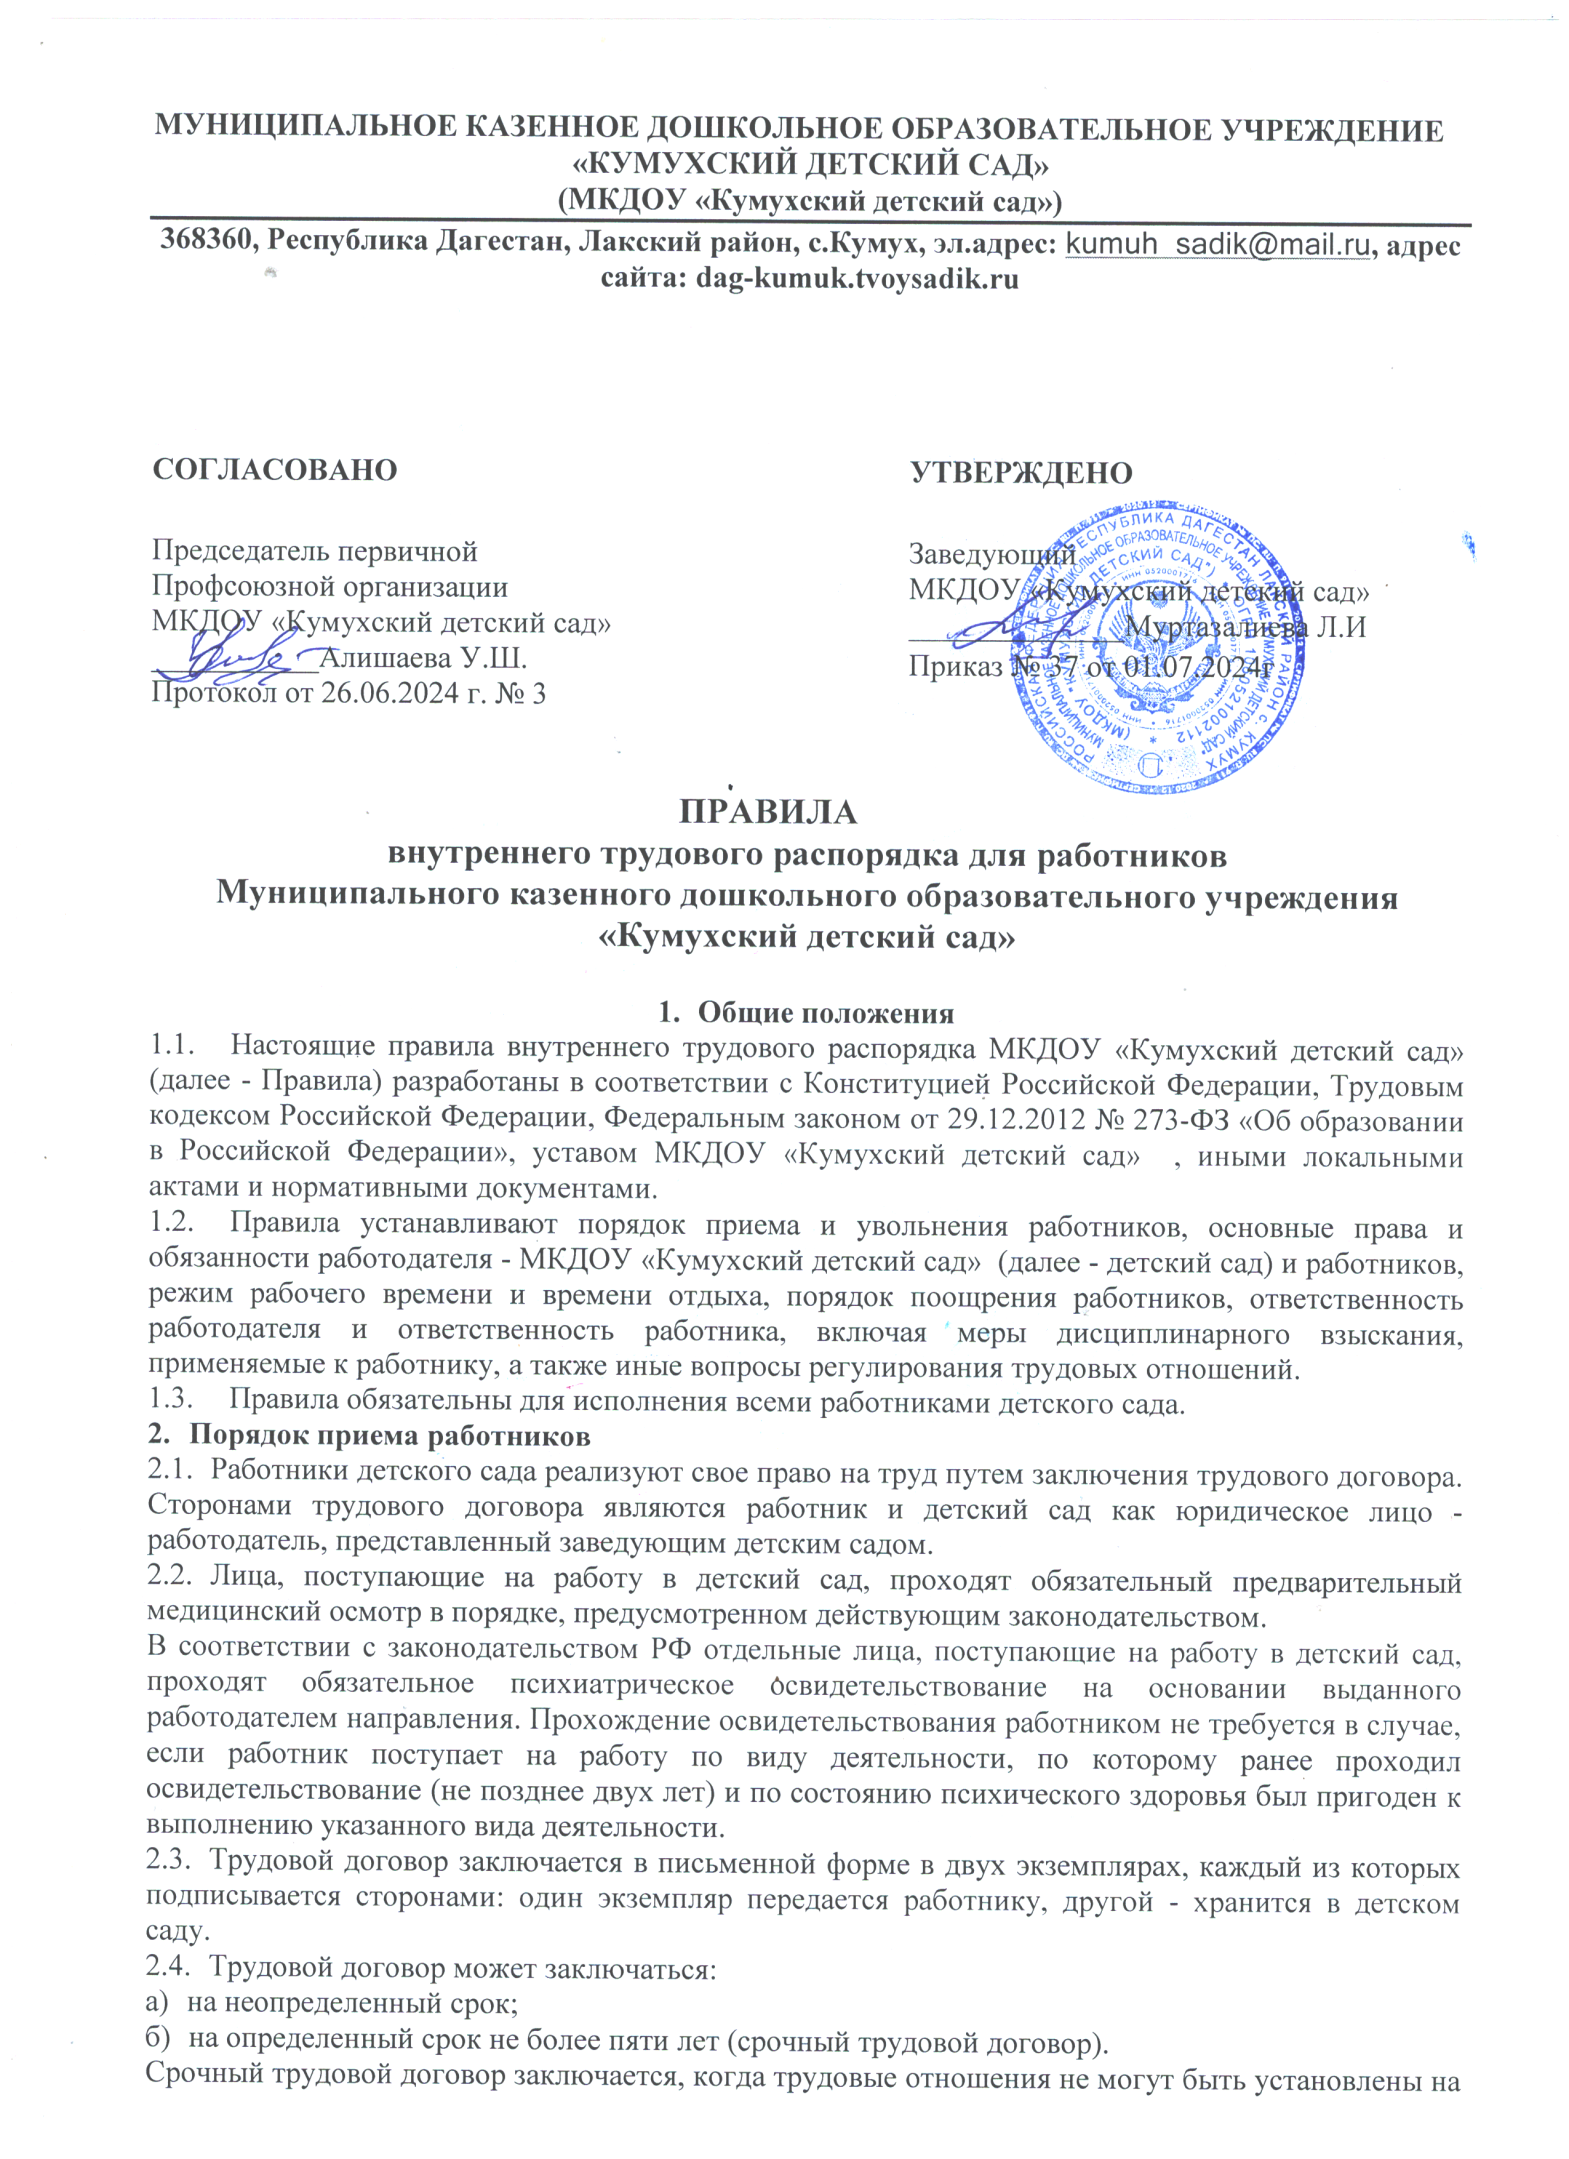 МУНИЦИПАЛЬНОЕ КАЗЕННОЕ ДОШКОЛЬНОЕ ОБРАЗОВАТЕЛЬНОЕ УЧРЕЖДЕНИЕ
«КУМУХСКИЙ ДЕТСКИЙ САД»
(МКДОУ «Кумухский детский сад»)
368360, Республика Дагестан, Лакский район, с.Кумух, эл.адрес: kumuh_sadik@mail.ru, адрес
сайта: dag-kumuk.tvoysadik.ru
СОГЛАСОВАНО
Председатель первичной
Профсоюзной организации
МКДОУ «Кумухский детский сад»
Алишаева У.Ш.
Протокол от 26.06.2024 г. № 3
УТВЕРЖДЕНО
Заведующий
МКДОУ «Кумухский детский сад»
Муртазалиева Л.И
Приказ № 37 от 01.07.2024г
ПРАВИЛА
внутреннего трудового распорядка для работников
Муниципального казенного дошкольного образовательного учреждения
«Кумухский детский сад»
1. Общие положения
1.1. Настоящие правила внутреннего трудового распорядка МКДОУ «Кумухский детский сад»
(далее - Правила) разработаны в соответствии с Конституцией Российской Федерации, Трудовым
кодексом Российской Федерации, Федеральным законом от 29.12.2012 № 273-ФЗ «Об образовании
в Российской Федерации», уставом МКДОУ «Кумухский детский сад» , иными локальными
актами и нормативными документами.
1.2. Правила устанавливают порядок приема и увольнения работников, основные права и
обязанности работодателя - МКДОУ «Кумухский детский сад» (далее - детский сад) и работников,
режим рабочего времени и времени отдыха, порядок поощрения работников, ответственность
работодателя и ответственность работника, включая меры дисциплинарного взыскания,
применяемые к работнику, а также иные вопросы регулирования трудовых отношений.
1.3. Правила обязательны для исполнения всеми работниками детского сада.
2. Порядок приема работников
2.1. Работники детского сада реализуют свое право на труд путем заключения трудового договора.
Сторонами трудового договора являются работник и детский сад как юридическое лицо -
работодатель, представленный заведующим детским садом.
2.2. Лица, поступающие на работу в детский сад, проходят обязательный предварительный
медицинский осмотр в порядке, предусмотренном действующим законодательством.
В соответствии с законодательством РФ отдельные лица, поступающие на работу в детский сад,
проходят обязательное психиатрическое освидетельствование на основании выданного
работодателем направления. Прохождение освидетельствования работником не требуется в случае,
если работник поступает на работу по виду деятельности, по которому ранее проходил
освидетельствование (не позднее двух лет) и по состоянию психического здоровья был пригоден к
выполнению указанного вида деятельности.
2.3. Трудовой договор заключается в письменной форме в двух экземплярах, каждый из которых
подписывается сторонами: один экземпляр передается работнику, другой - хранится в детском
саду.
2.4. Трудовой договор может заключаться:
а) на неопределенный срок;
б) на определенный срок не более пяти лет (срочный трудовой договор).
Срочный трудовой договор заключается, когда трудовые отношения не могут быть установлены на